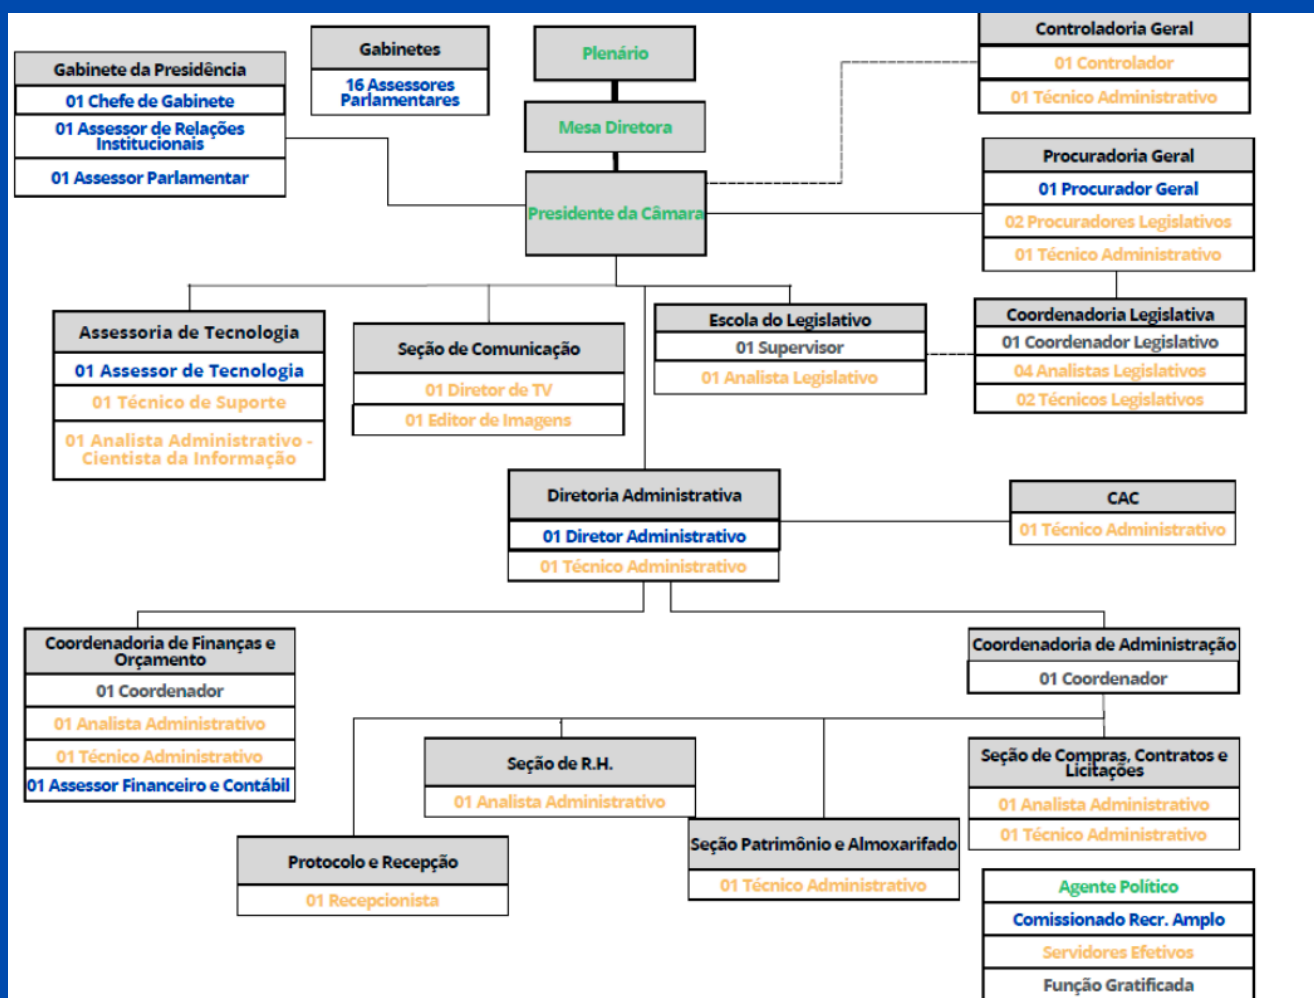 Gabinete da Presidência
01 Chefe de Gabinete
01 Assessor de Relações
Institucionais
01 Assessor Parlamentar
Gabinetes
16 Assessores
Parlamentares
Plenário
Mesa Diretora
Presidente da Câmara
Controladoria Geral
01 Controlador
01 Técnico Administrativo
Procuradoria Geral
01 Procurador Geral
02 Procuradores Legislativos
01 Técnico Administrativo
Assessoria de Tecnologia
01 Assessor de Tecnologia
01 Técnico de Suporte
01 Analista Administrativo -
Cientista da Informação
Seção de Comunicação
01 Diretor de TV
01 Editor de Imagens
Escola do Legislativo
01 Supervisor
01 Analista Legislativo
Coordenadoria Legislativa
01 Coordenador Legislativo
04 Analistas Legislativos
02 Técnicos Legislativos
Diretoria Administrativa
01 Diretor Administrativo
01 Técnico Administrativo
CAC
01 Técnico Administrativo
Coordenadoria de Finanças e
Orçamento
01 Coordenador
01 Analista Administrativo
01 Técnico Administrativo
01 Assessor Financeiro e Contábil
Coordenadoria de Administração
01 Coordenador
Seção de R.H.
01 Analista Administrativo
Seção de Compras, Contratos e
Licitações
01 Analista Administrativo
01 Técnico Administrativo
Protocolo e Recepção
01 Recepcionista
Seção Patrimônio e Almoxarifado
01 Técnico Administrativo
Agente Político
Comissionado Recr. Amplo
Servidores Efetivos
Função Gratificada